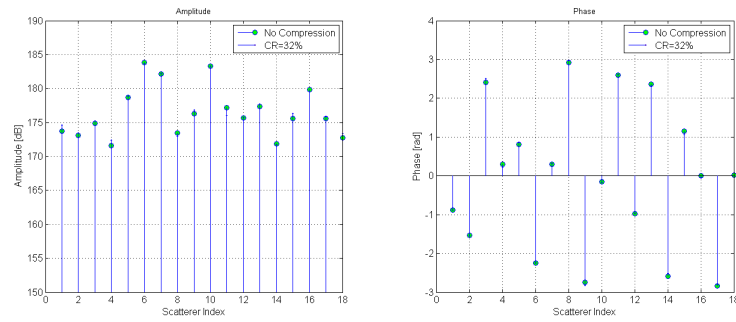 Amplitude
190
185
180
175
170
165
160
155
150
0 2 4 6 8 10 12 14 16 18
Amplitude [dB]
Scatterer Index
No Compression
CR=32%
Phase
4
3
2
1
0
-1
-2
-3
0 2 4 6 8 10 12 14 16 18
Phase [rad]
Scatterer Index
No Compression
CR=32%